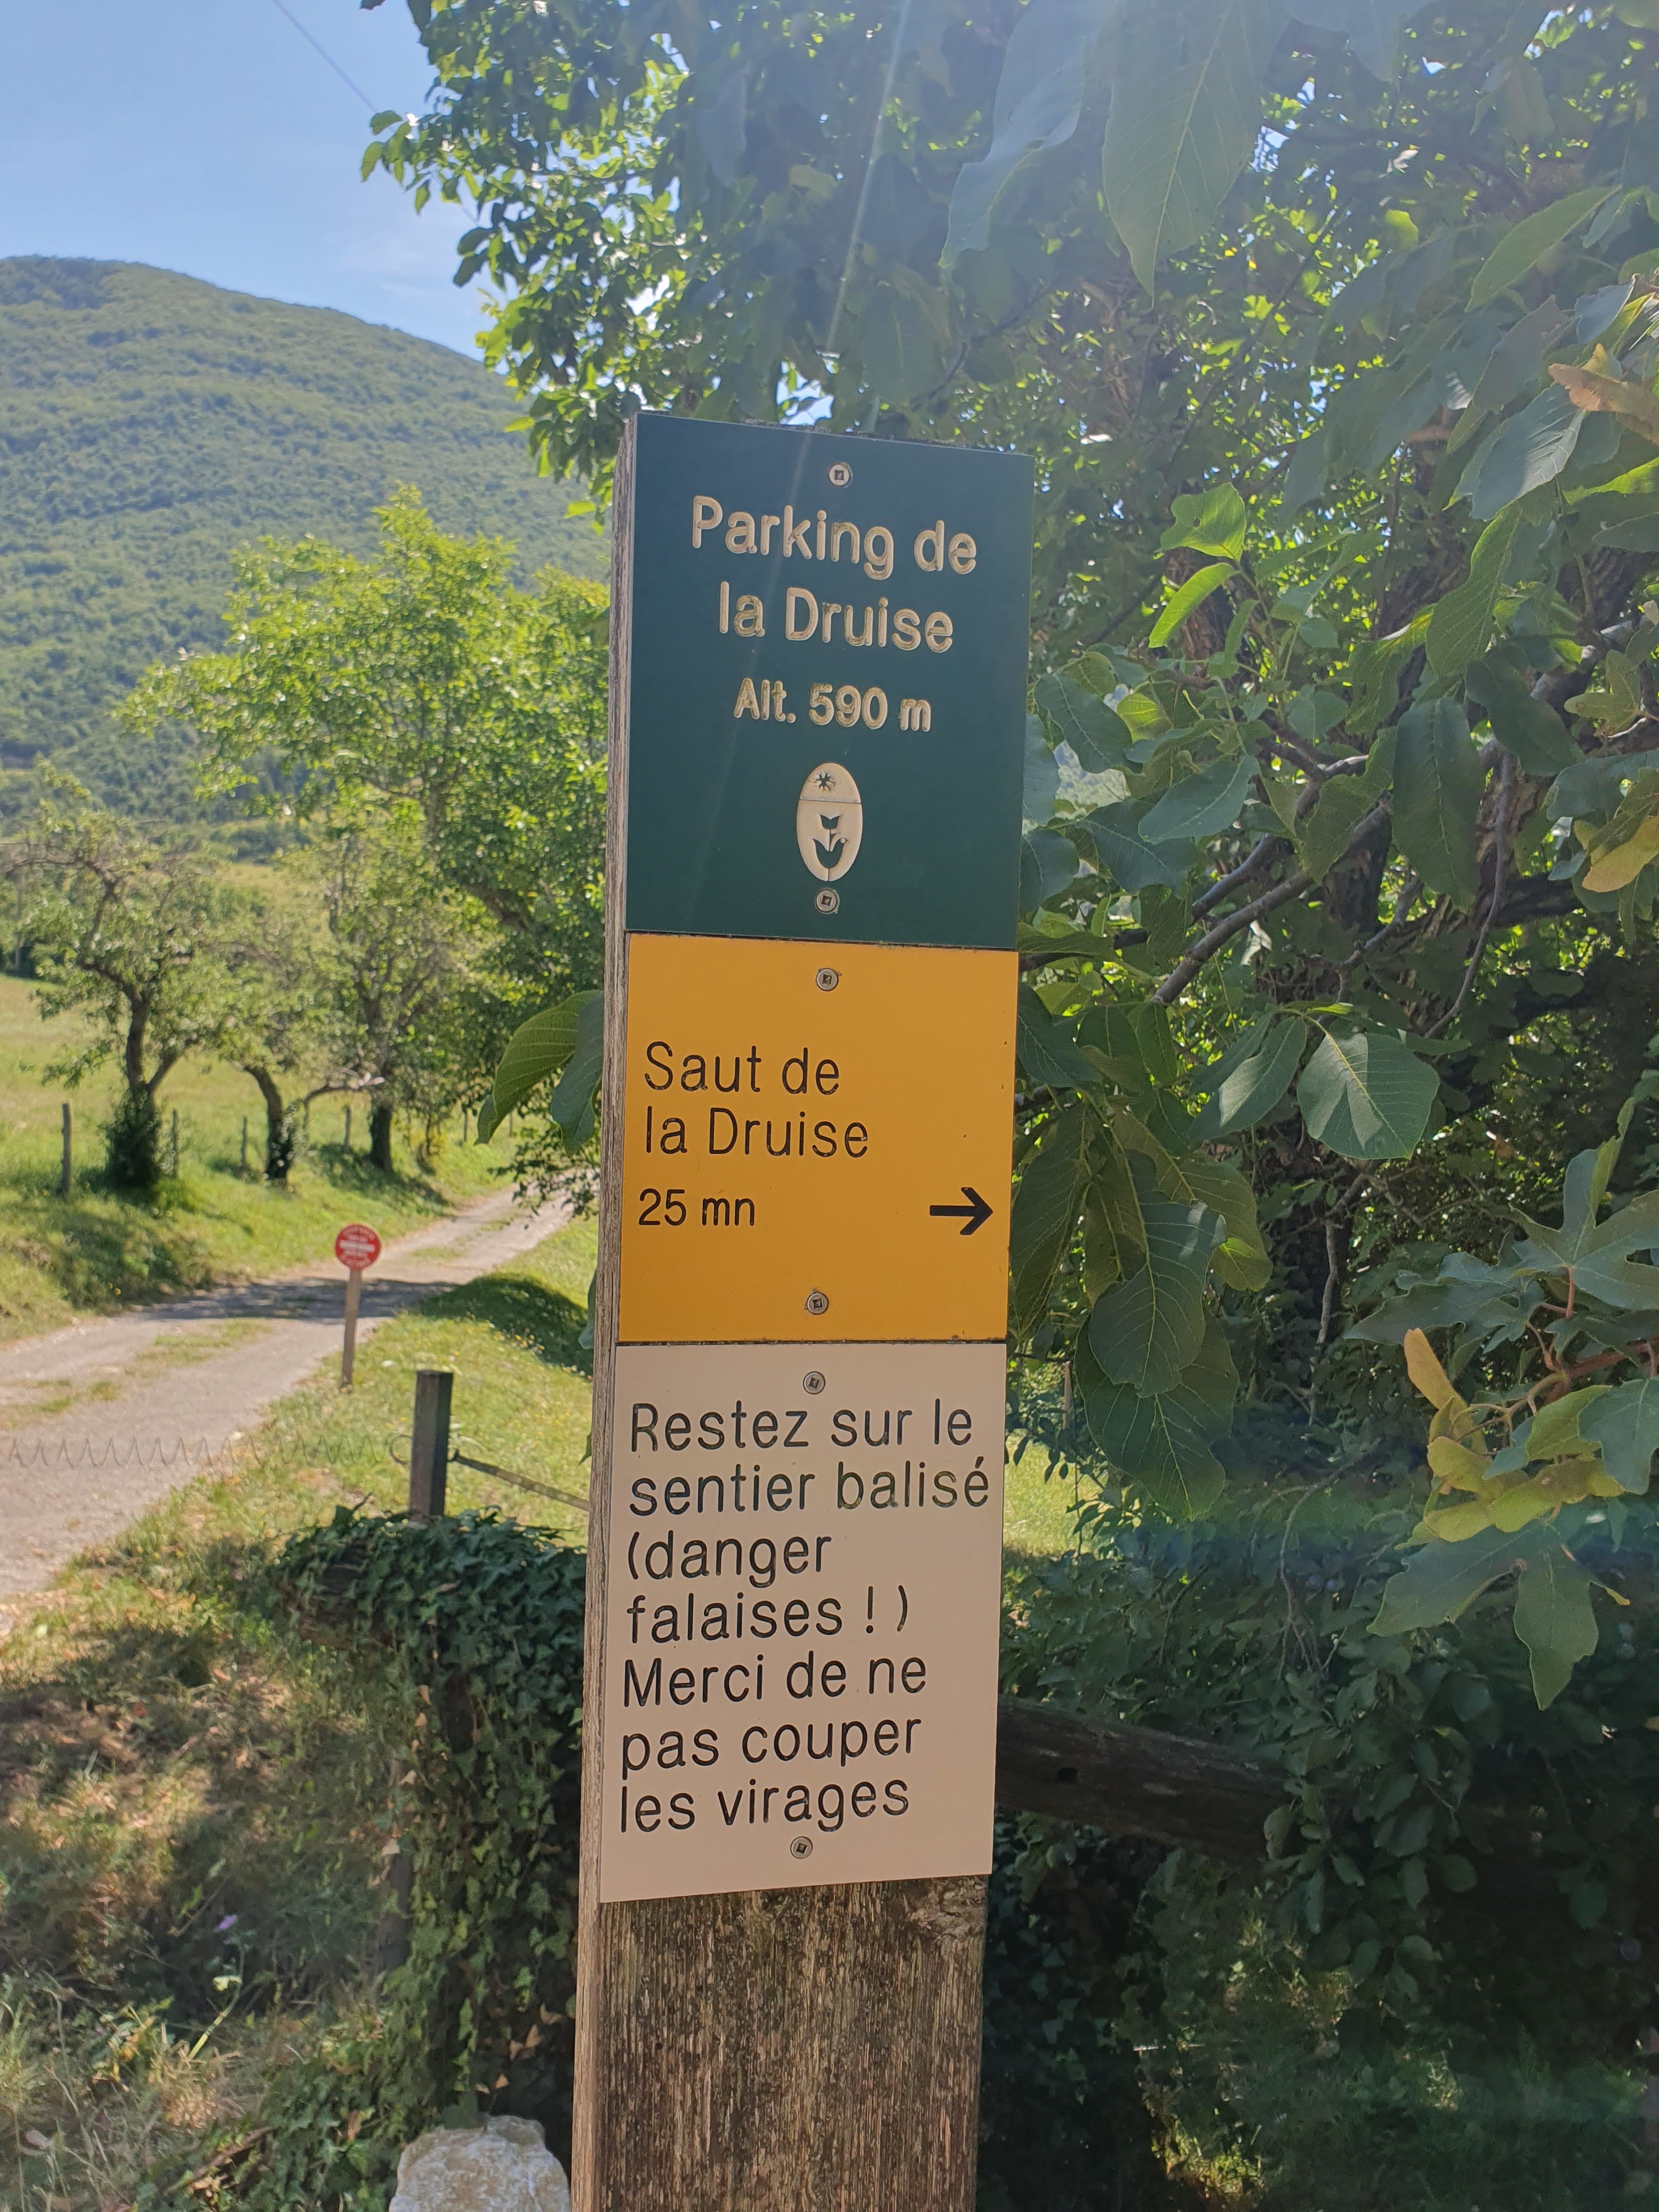 Parking de
la Druise
Alt. 590 m
Saut de
la Druise
25 mn →
Restez sur le
sentier balisé
(danger
falaises ! )
Merci de ne
pas couper
les virages